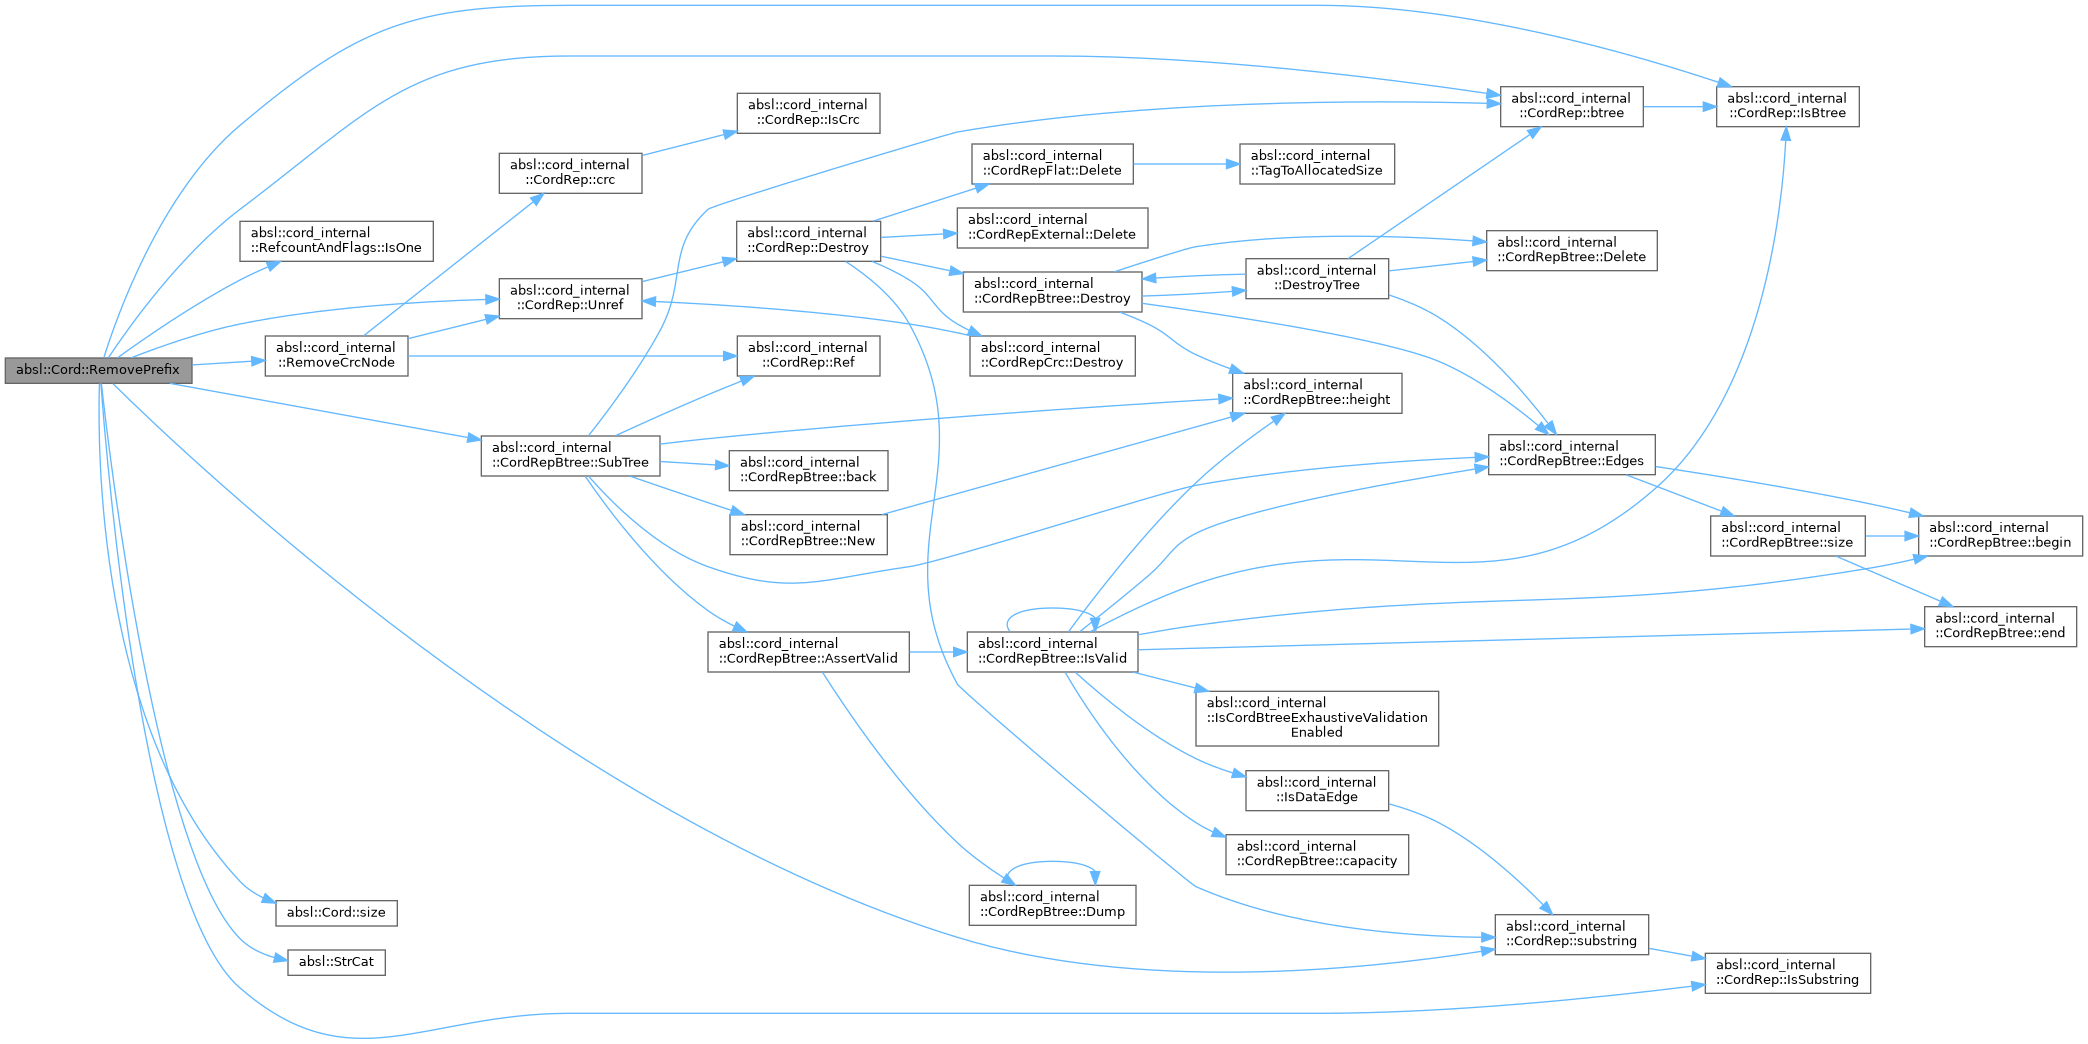 absl::Cord::RemovePrefix
absl::cord_internal
::RefcountAndFlags::IsOne
absl::cord_internal
::RemoveCrcNode
absl::Cord::size
absl::StrCat
absl::cord_internal
::CordRep::crc
absl::cord_internal
::CordRep::Unref
absl::cord_internal
::CordRepBtree::SubTree
absl::cord_internal
::CordRep::IsCrc
absl::cord_internal
::CordRep::Destroy
absl::cord_internal
::CordRep::Ref
absl::cord_internal
::CordRepBtree::back
absl::cord_internal
::CordRepBtree::New
absl::cord_internal
::CordRepBtree::AssertValid
absl::cord_internal
::CordRepFlat::Delete
absl::cord_internal
::CordRepExternal::Delete
absl::cord_internal
::CordRepBtree::Destroy
absl::cord_internal
::CordRepCrc::Destroy
absl::cord_internal
::CordRepBtree::IsValid
absl::cord_internal
::CordRepBtree::Dump
absl::cord_internal
::TagToAllocatedSize
absl::cord_internal
::DestroyTree
absl::cord_internal
::CordRepBtree::height
absl::cord_internal
::IsCordBtreeExhaustiveValidation
Enabled
absl::cord_internal
::IsDataEdge
absl::cord_internal
::CordRepBtree::capacity
absl::cord_internal
::CordRep::btree
absl::cord_internal
::CordRepBtree::Delete
absl::cord_internal
::CordRepBtree::Edges
absl::cord_internal
::CordRep::substring
absl::cord_internal
::CordRep::IsBtree
absl::cord_internal
::CordRepBtree::size
absl::cord_internal
::CordRep::IsSubstring
absl::cord_internal
::CordRepBtree::begin
absl::cord_internal
::CordRepBtree::end